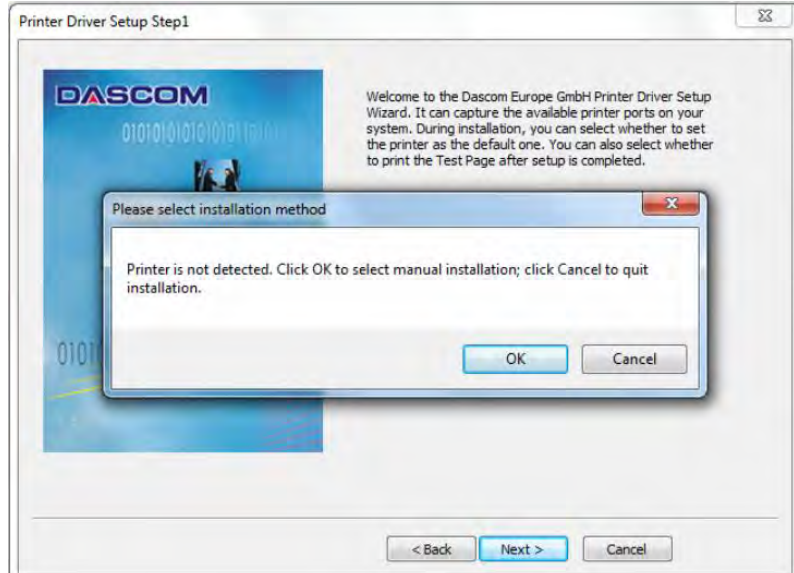 Printer Driver Setup Step1
DASCOM
Welcome to the Dascom Europe GmbH Printer Driver Setup
Wizard. It can capture the available printer ports on your
system. During installation, you can select whether to set
the printer as the default one. You can also select whether
to print the Test Page after setup is completed.
Please select installation method
Printer is not detected. Click OK to select manual installation; click Cancel to quit
installation.
OK
Cancel
< Back
Next >
Cancel